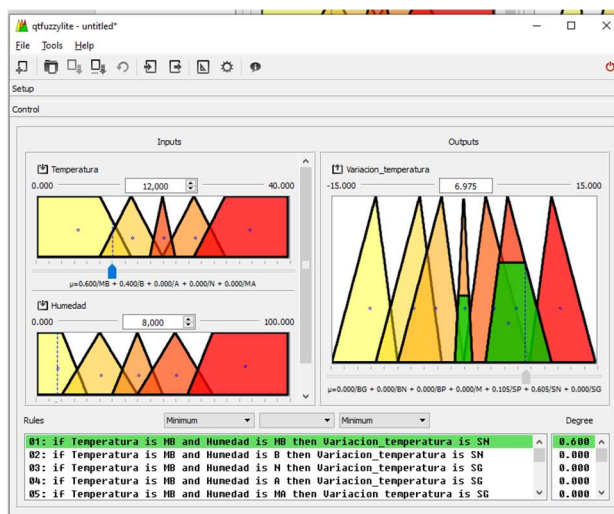 qtfuzzylite - untitled*
File Tools Help
Setup
Control
Inputs
Outputs
Temperatura
0.000 12,000 40.000
μ=0.600/MB + 0.400/B + 0.000/A + 0.000/N + 0.000/MA
Humedad
0.000 8,000 100.000
Variacion_temperatura
-15.000 6.975 15.000
μ=0.000/BG + 0.000/BN + 0.000/BP + 0.000/M + 0.105/SP + 0.605/SN + 0.000/SG
Rules Minimum Minimum Degree
01: if Temperatura is MB and Humedad is MB then Variacion_temperatura is SN 0.600
02: if Temperatura is MB and Humedad is B then Variacion_temperatura is SN 0.000
03: if Temperatura is MB and Humedad is N then Variacion_temperatura is SG 0.000
04: if Temperatura is MB and Humedad is A then Variacion_temperatura is SG 0.000
05: if Temperatura is MB and Humedad is MA then Variacion temperatura is SG 0.000